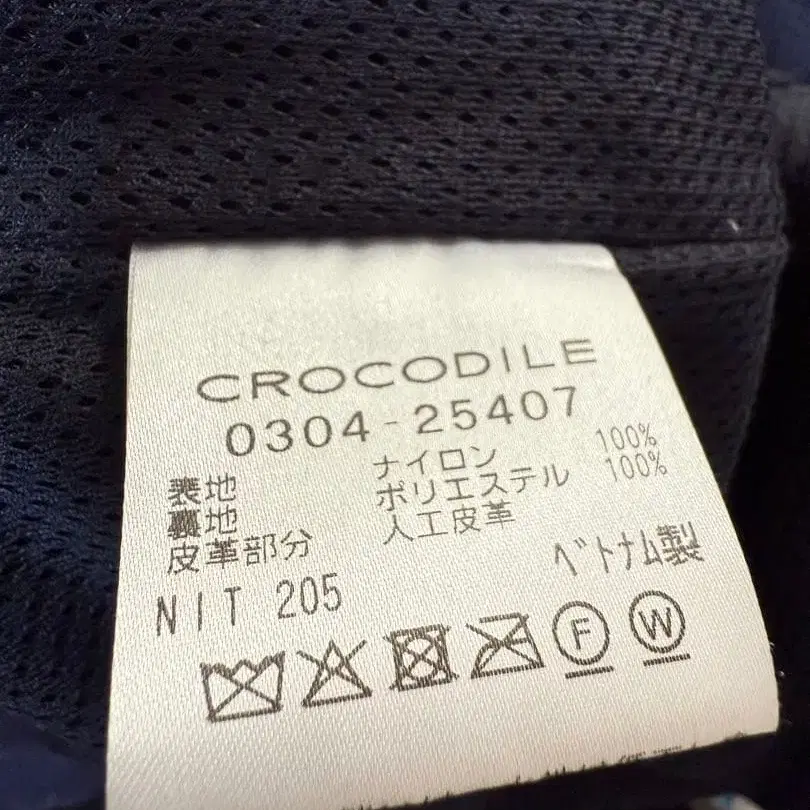 CROCODILE
0304-25407
表地 ナイロン 100%
裏地 ポリエステル 100%
皮革部分 人工皮革
ベトナム製
NIT 205
F W